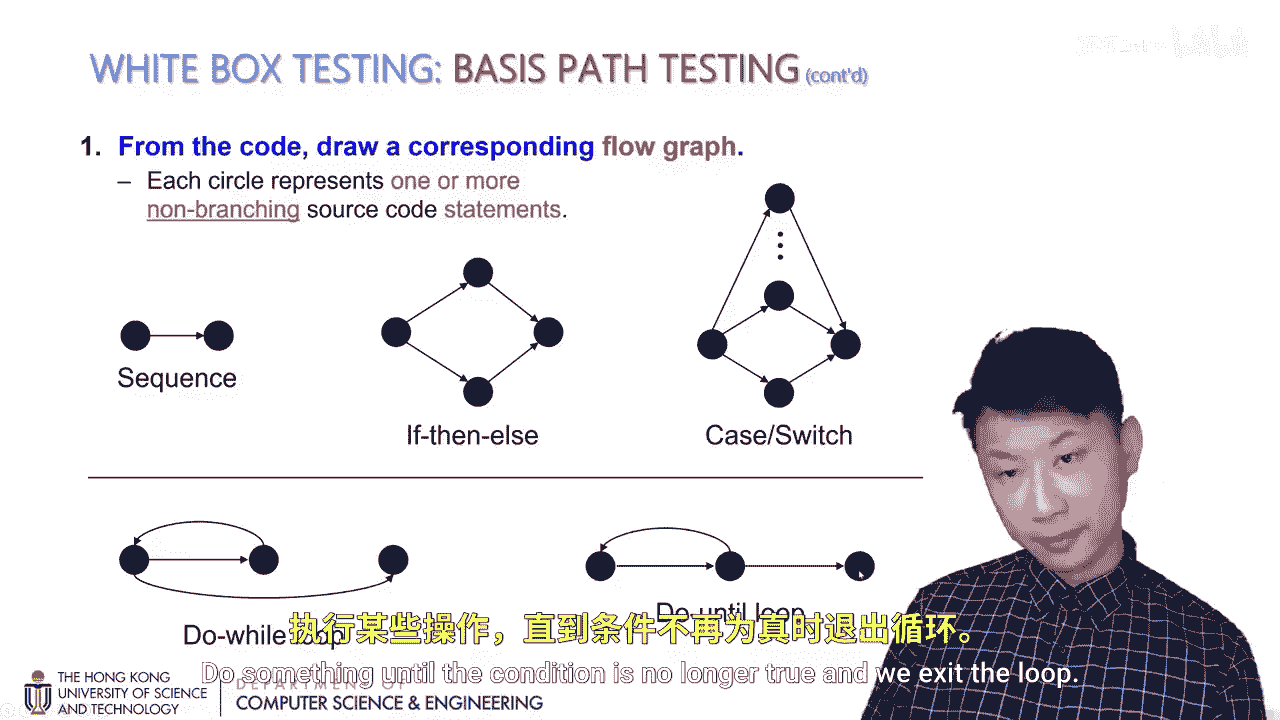 WHITE BOX TESTING: BASIS PATH TESTING (cont'd)
1. From the code, draw a corresponding flow graph.
– Each circle represents one or more
non-branching source code statements.
Sequence
If-then-else
Case/Switch
Do-while loop
Do-until loop
执行某些操作，直到条件不再为真时退出循环。
Do something until the condition is no longer true and we exit the loop.
THE HONG KONG
UNIVERSITY OF SCIENCE
AND TECHNOLOGY
DEPARTMENT OF
COMPUTER SCIENCE & ENGINEERING